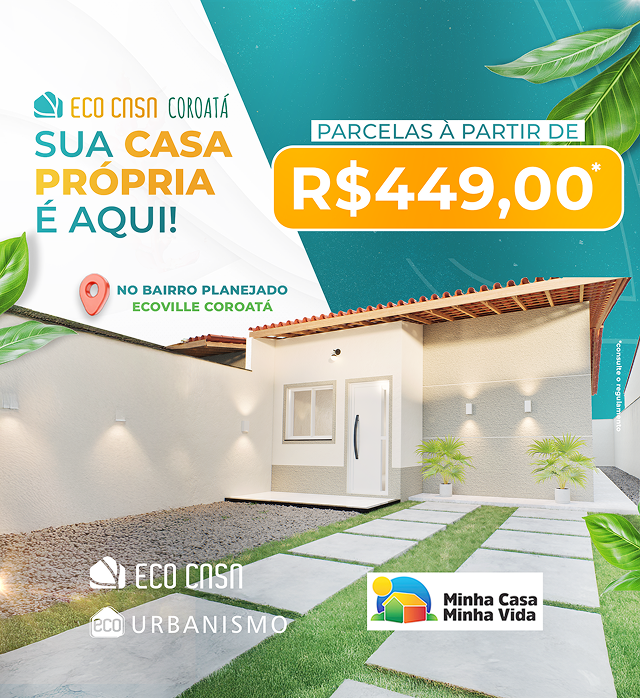 ECO CASA COROATÁ
SUA CASA
PRÓPRIA
É AQUI!
PARCELAS À PARTIR DE
R$449,00*
NO BAIRRO PLANEJADO
ECOVILLE COROATÁ
*consulte o regulamento
ECO CASA
eco URBANISMO
Minha Casa
Minha Vida